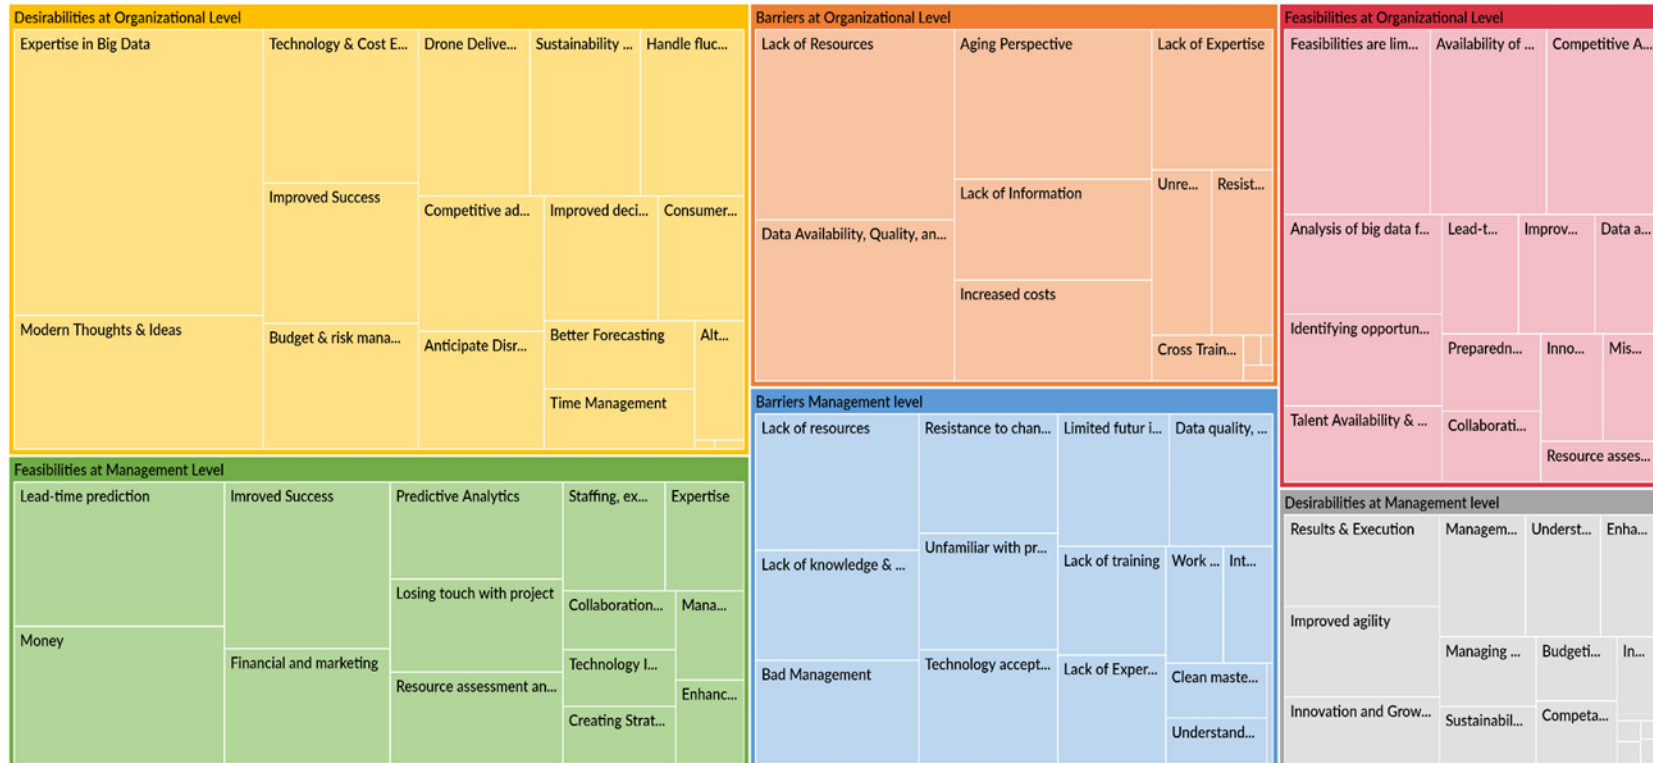 Desirabilities at Organizational Level
Expertise in Big Data
Technology & Cost E...
Drone Delive...
Sustainability ...
Handle fluc...
Improved Success
Competitive ad...
Improved deci...
Consumer...
Modern Thoughts & Ideas
Budget & risk mana...
Anticipate Disr...
Better Forecasting
Alt...
Time Management
Feasibilities at Management Level
Lead-time prediction
Imroved Success
Predictive Analytics
Staffing, ex...
Expertise
Losing touch with project
Collaboration...
Mana...
Money
Financial and marketing
Technology I...
Resource assessment an...
Enhanc...
Creating Strat...
Barriers at Organizational Level
Lack of Resources
Aging Perspective
Lack of Expertise
Lack of Information
Unre...
Resist...
Data Availability, Quality, an...
Increased costs
Cross Train...
Barriers Management level
Lack of resources
Resistance to chan...
Limited futur i...
Data quality, ...
Lack of knowledge & ...
Unfamiliar with pr...
Lack of training
Work ...
Int...
Bad Management
Technology accept...
Lack of Exper...
Clean maste...
Understand...
Feasibilities at Organizational Level
Feasibilities are lim...
Availability of ...
Competitive A...
Analysis of big data f...
Lead-t...
Improv...
Data a...
Identifying opportun...
Preparedn...
Inno...
Mis...
Talent Availability & ...
Collaborati...
Resource asses...
Desirabilities at Management level
Results & Execution
Managem...
Underst...
Enha...
Improved agility
Managing ...
Budgeti...
In...
Innovation and Grow...
Sustainabil...
Competa...